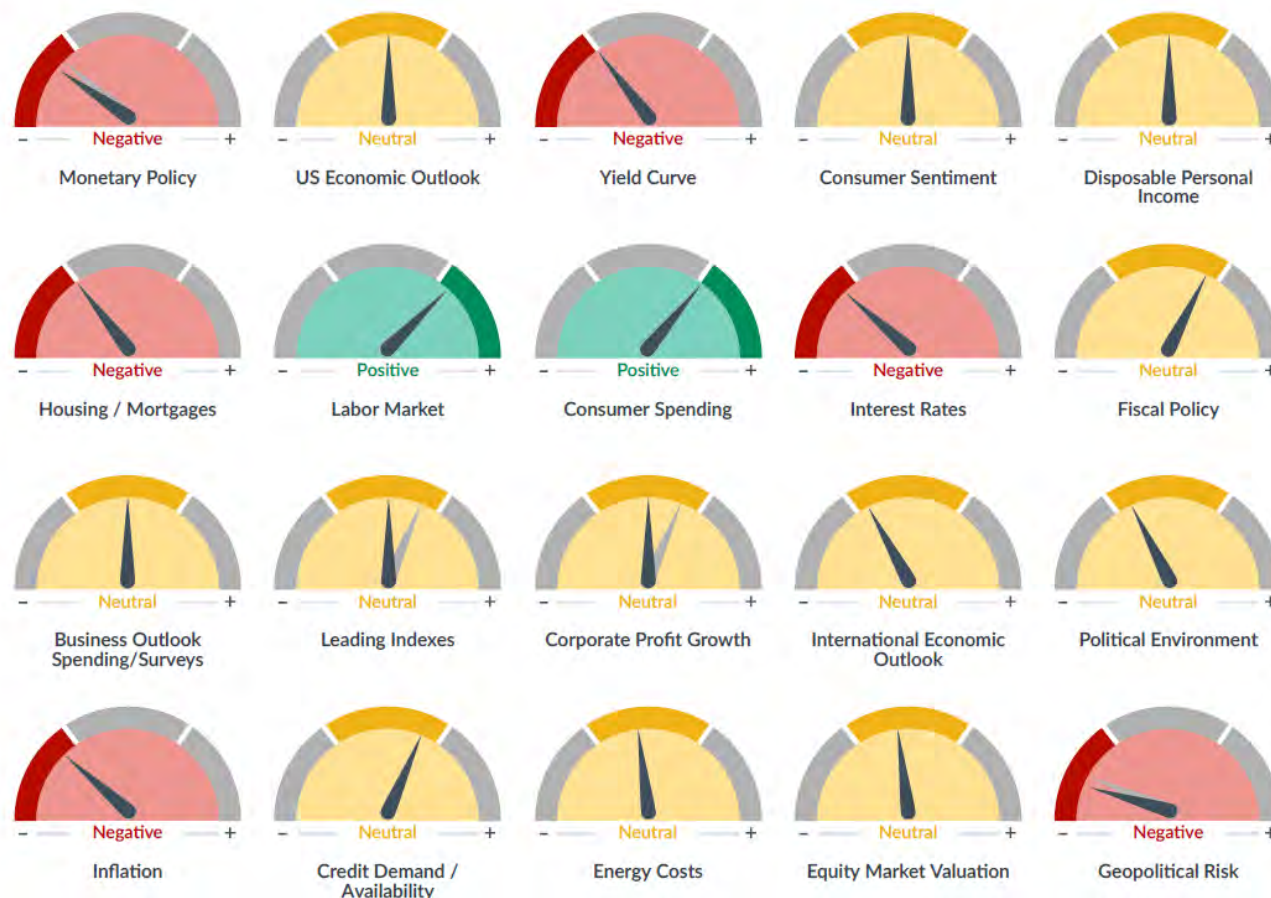 - Negative +
Monetary Policy
- Neutral +
US Economic Outlook
- Negative +
Yield Curve
- Neutral +
Consumer Sentiment
- Neutral +
Disposable Personal
Income
- Negative +
Housing / Mortgages
- Positive +
Labor Market
- Positive +
Consumer Spending
- Negative +
Interest Rates
- Neutral +
Fiscal Policy
- Neutral +
Business Outlook
Spending/Surveys
- Neutral +
Leading Indexes
- Neutral +
Corporate Profit Growth
- Neutral +
International Economic
Outlook
- Neutral +
Political Environment
- Negative +
Inflation
- Neutral +
Credit Demand /
Availability
- Neutral +
Energy Costs
- Neutral +
Equity Market Valuation
- Negative +
Geopolitical Risk